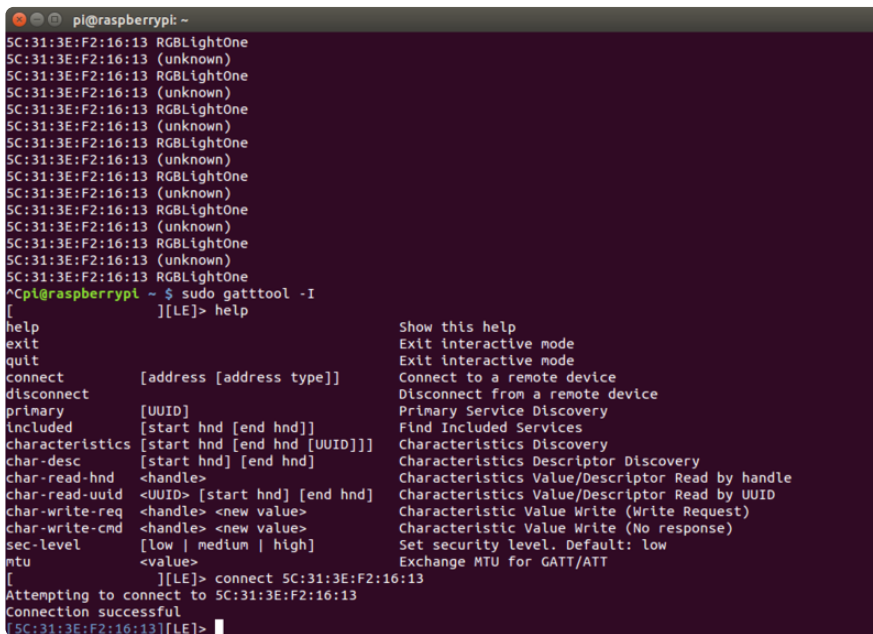 pi@raspberrypi: ~
5C:31:3E:F2:16:13 RGBLightOne
5C:31:3E:F2:16:13 (unknown)
5C:31:3E:F2:16:13 RGBLightOne
5C:31:3E:F2:16:13 (unknown)
5C:31:3E:F2:16:13 RGBLightOne
5C:31:3E:F2:16:13 (unknown)
5C:31:3E:F2:16:13 RGBLightOne
5C:31:3E:F2:16:13 (unknown)
5C:31:3E:F2:16:13 RGBLightOne
5C:31:3E:F2:16:13 (unknown)
5C:31:3E:F2:16:13 RGBLightOne
5C:31:3E:F2:16:13 (unknown)
5C:31:3E:F2:16:13 RGBLightOne
5C:31:3E:F2:16:13 (unknown)
5C:31:3E:F2:16:13 RGBLightOne
^Cpi@raspberrypi ~ $ sudo gatttool -I
[                 ][LE]> help
help                                           Show this help
exit                                           Exit interactive mode
quit                                           Exit interactive mode
connect         [address [address type]]       Connect to a remote device
disconnect                                     Disconnect from a remote device
primary         [UUID]                         Primary Service Discovery
included        [start hnd [end hnd]]          Find Included Services
characteristics [start hnd [end hnd [UUID]]]   Characteristics Discovery
char-desc       [start hnd] [end hnd]          Characteristics Descriptor Discovery
char-read-hnd   <handle>                       Characteristics Value/Descriptor Read by handle
char-read-uuid  <UUID> [start hnd] [end hnd]   Characteristics Value/Descriptor Read by UUID
char-write-req  <handle> <new value>           Characteristic Value Write (Write Request)
char-write-cmd  <handle> <new value>           Characteristic Value Write (No response)
sec-level       [low | medium | high]          Set security level. Default: low
mtu             <value>                        Exchange MTU for GATT/ATT
[                 ][LE]> connect 5C:31:3E:F2:16:13
Attempting to connect to 5C:31:3E:F2:16:13
Connection successful
[5C:31:3E:F2:16:13][LE]>